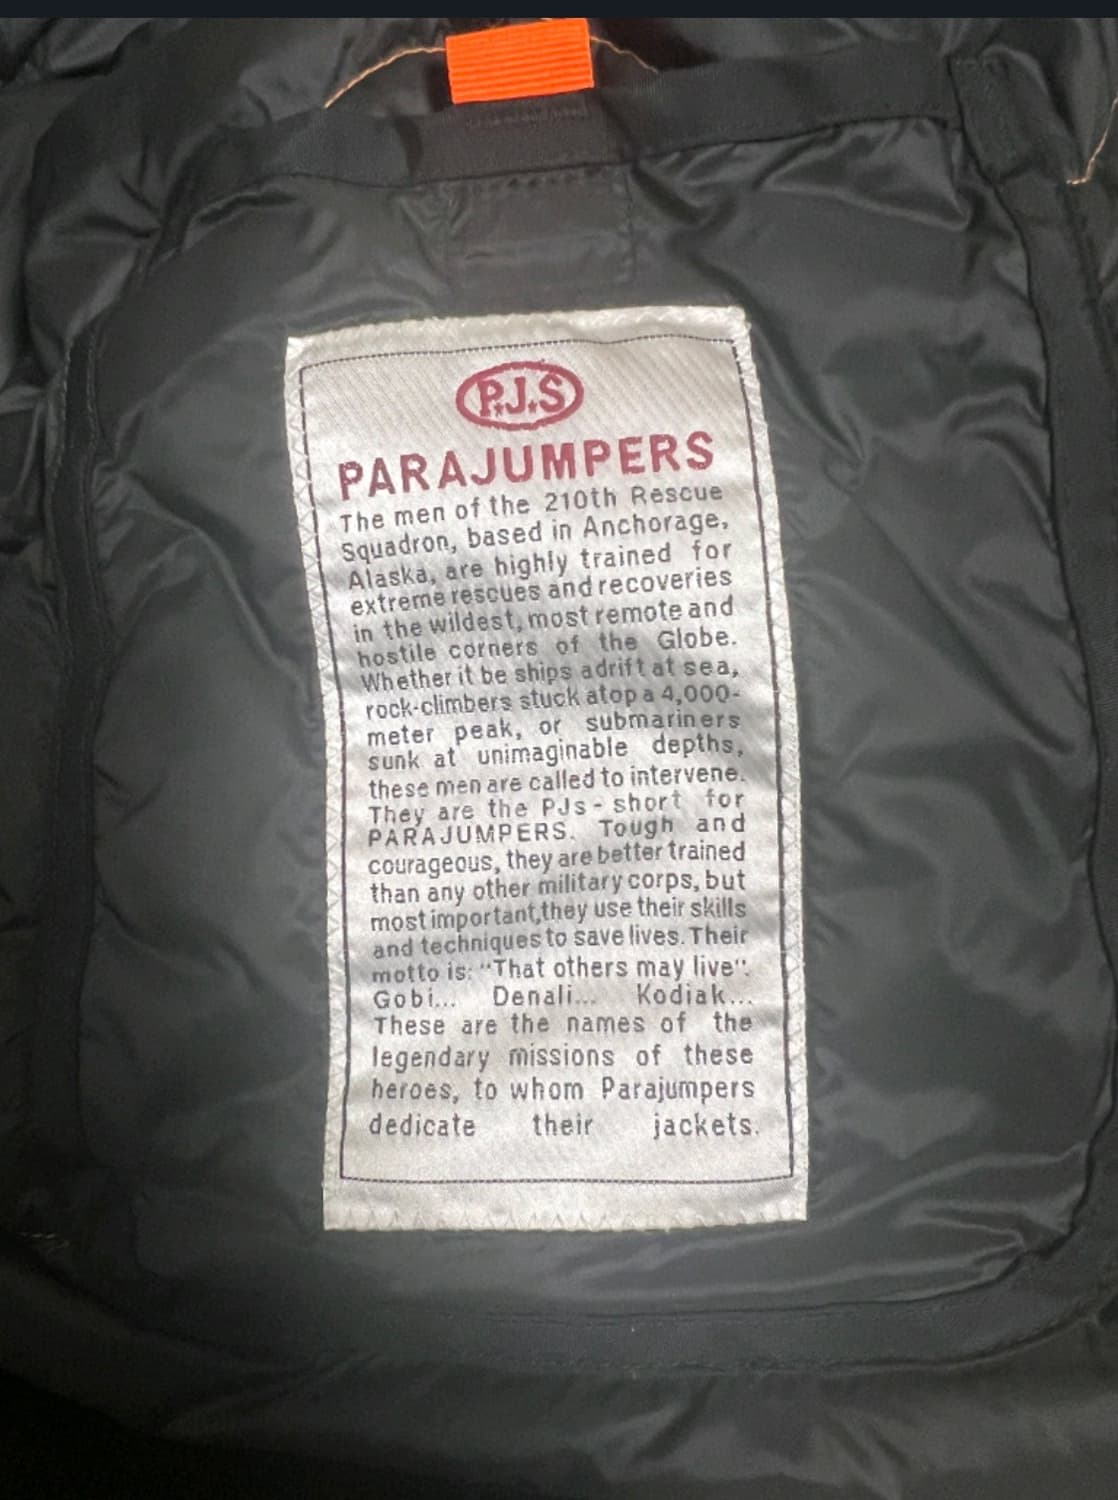 P.J.S
PARAJUMPERS
The men of the 210th Rescue
Squadron, based in Anchorage,
Alaska, are highly trained for
extreme rescues and recoveries
in the wildest, most remote and
hostile corners of the Globe.
Whether it be ships adrift at sea,
rock-climbers stuck atop a 4,000-
meter peak, or submariners
sunk at unimaginable depths,
these men are called to intervene.
They are the PJs - short for
PARAJUMPERS. Tough and
courageous, they are better trained
than any other military corps, but
most important,they use their skills
and techniques to save lives. Their
motto is: "That others may live".
Gobi... Denali... Kodiak...
These are the names of the
legendary missions of these
heroes, to whom Parajumpers
dedicate their jackets.